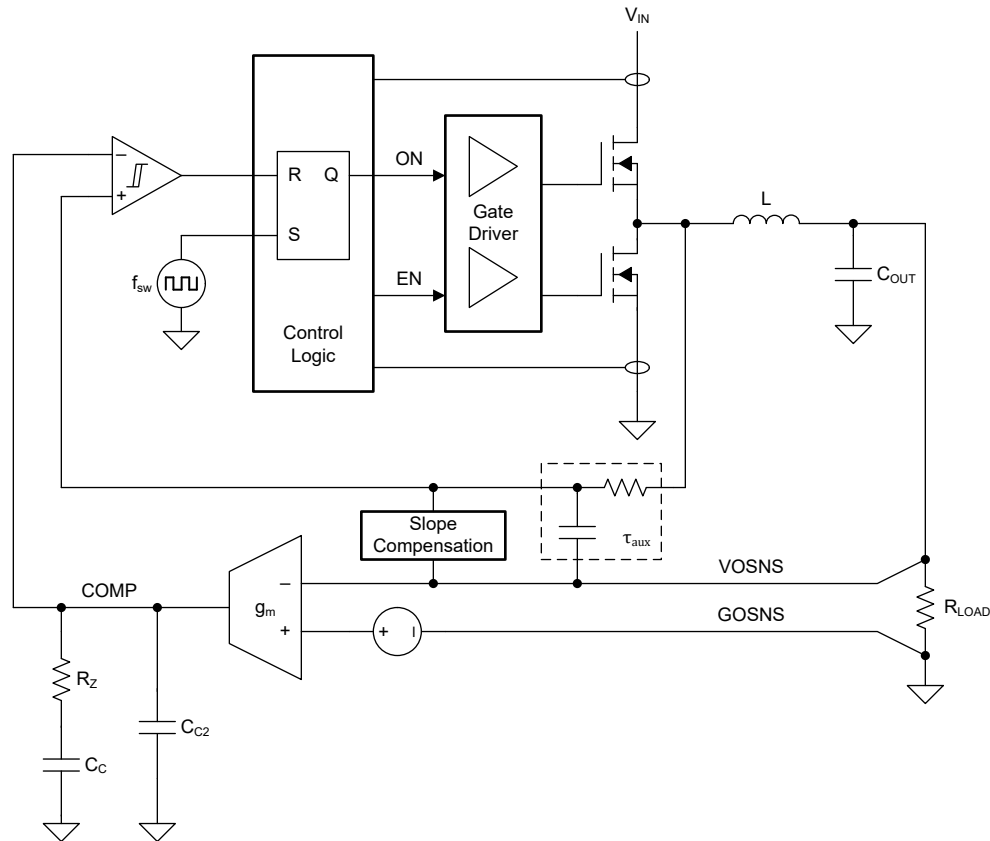 V_IN
−
+
R Q
S
ON
EN
Gate
Driver
Control
Logic
f_sw
L
C_OUT
Slope
Compensation
τ_aux
VOSNS
GOSNS
R_LOAD
COMP
g_m
−
+
+ −
R_Z
C_C
C_C2